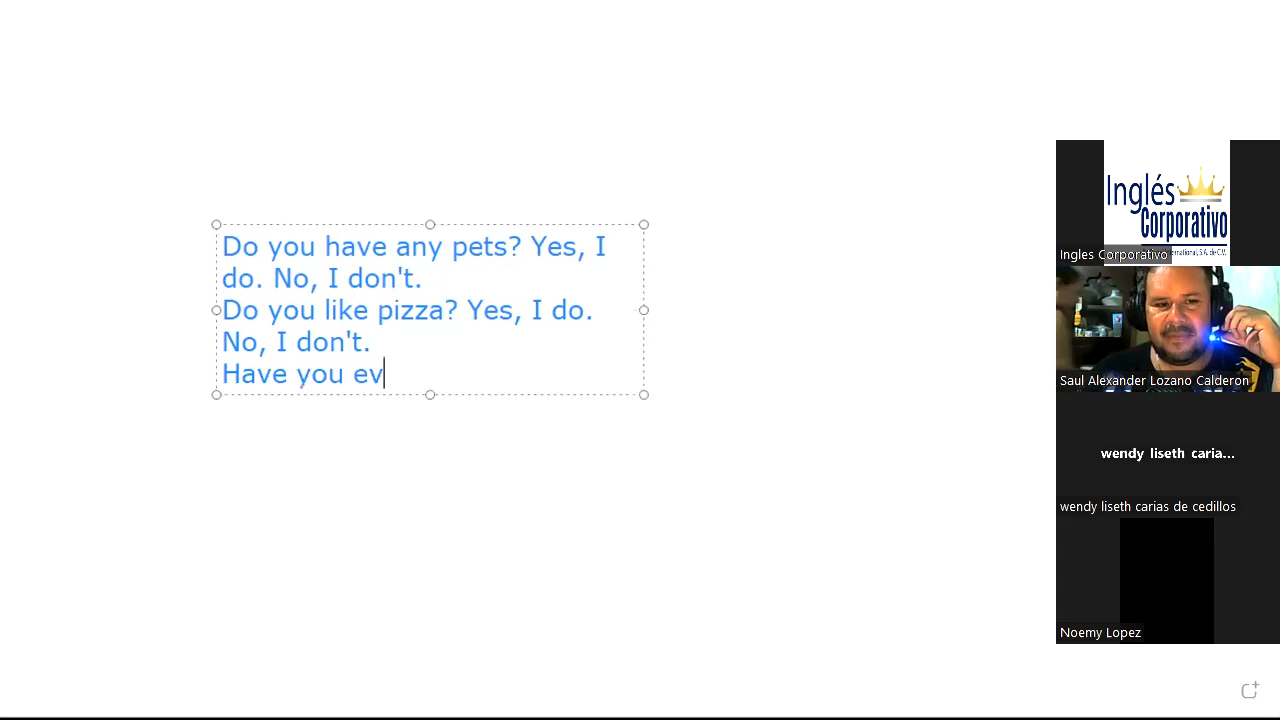 Do you have any pets? Yes, I
do. No, I don't.
Do you like pizza? Yes, I do.
No, I don't.
Have you ev
Inglés
Corporativo
Ingles Corporativo
Saul Alexander Lozano Calderon
wendy liseth caria...
wendy liseth carias de cedillos
Noemy Lopez